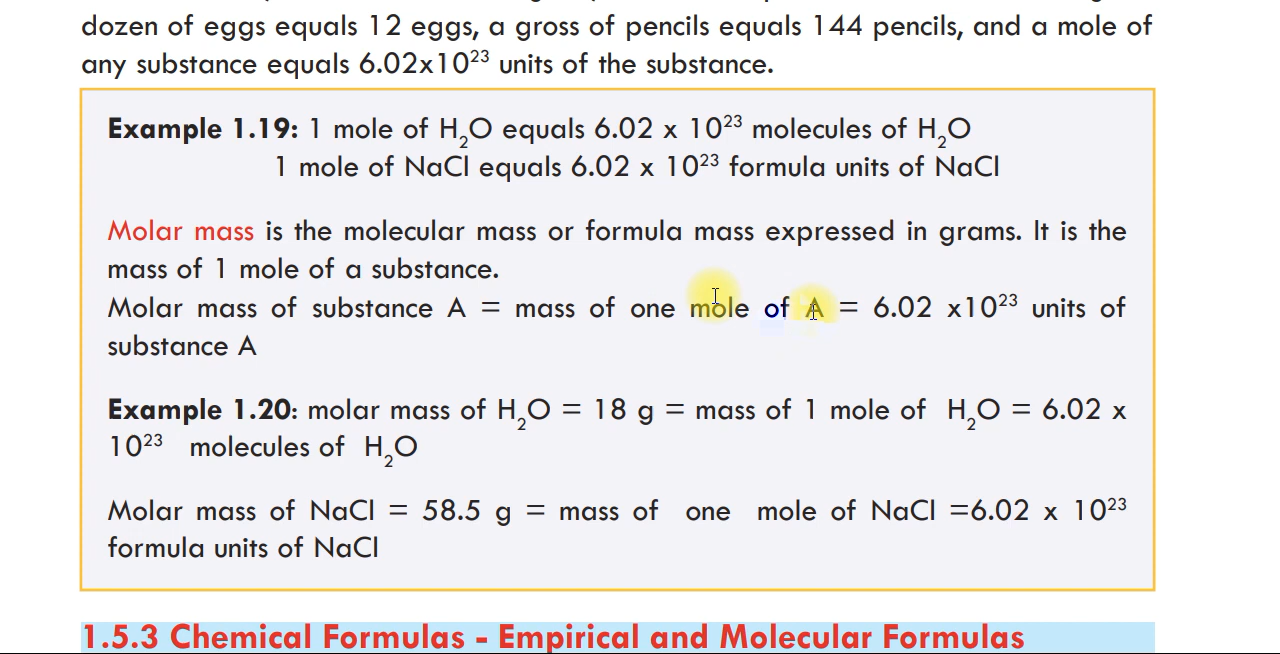 dozen of eggs equals 12 eggs, a gross of pencils equals 144 pencils, and a mole of
any substance equals 6.02x10²³ units of the substance.
Example 1.19: 1 mole of H₂O equals 6.02 x 10²³ molecules of H₂O
1 mole of NaCl equals 6.02 x 10²³ formula units of NaCl
Molar mass is the molecular mass or formula mass expressed in grams. It is the
mass of 1 mole of a substance.
Molar mass of substance A = mass of one mole of A = 6.02 x10²³ units of
substance A
Example 1.20: molar mass of H₂O = 18 g = mass of 1 mole of H₂O = 6.02 x
10²³ molecules of H₂O
Molar mass of NaCl = 58.5 g = mass of one mole of NaCl =6.02 x 10²³
formula units of NaCl
1.5.3 Chemical Formulas - Empirical and Molecular Formulas